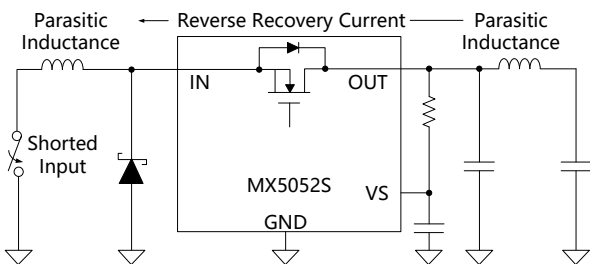 Parasitic
Inductance
Reverse Recovery Current
Parasitic
Inductance
IN
OUT
Shorted
Input
MX5052S
VS
GND